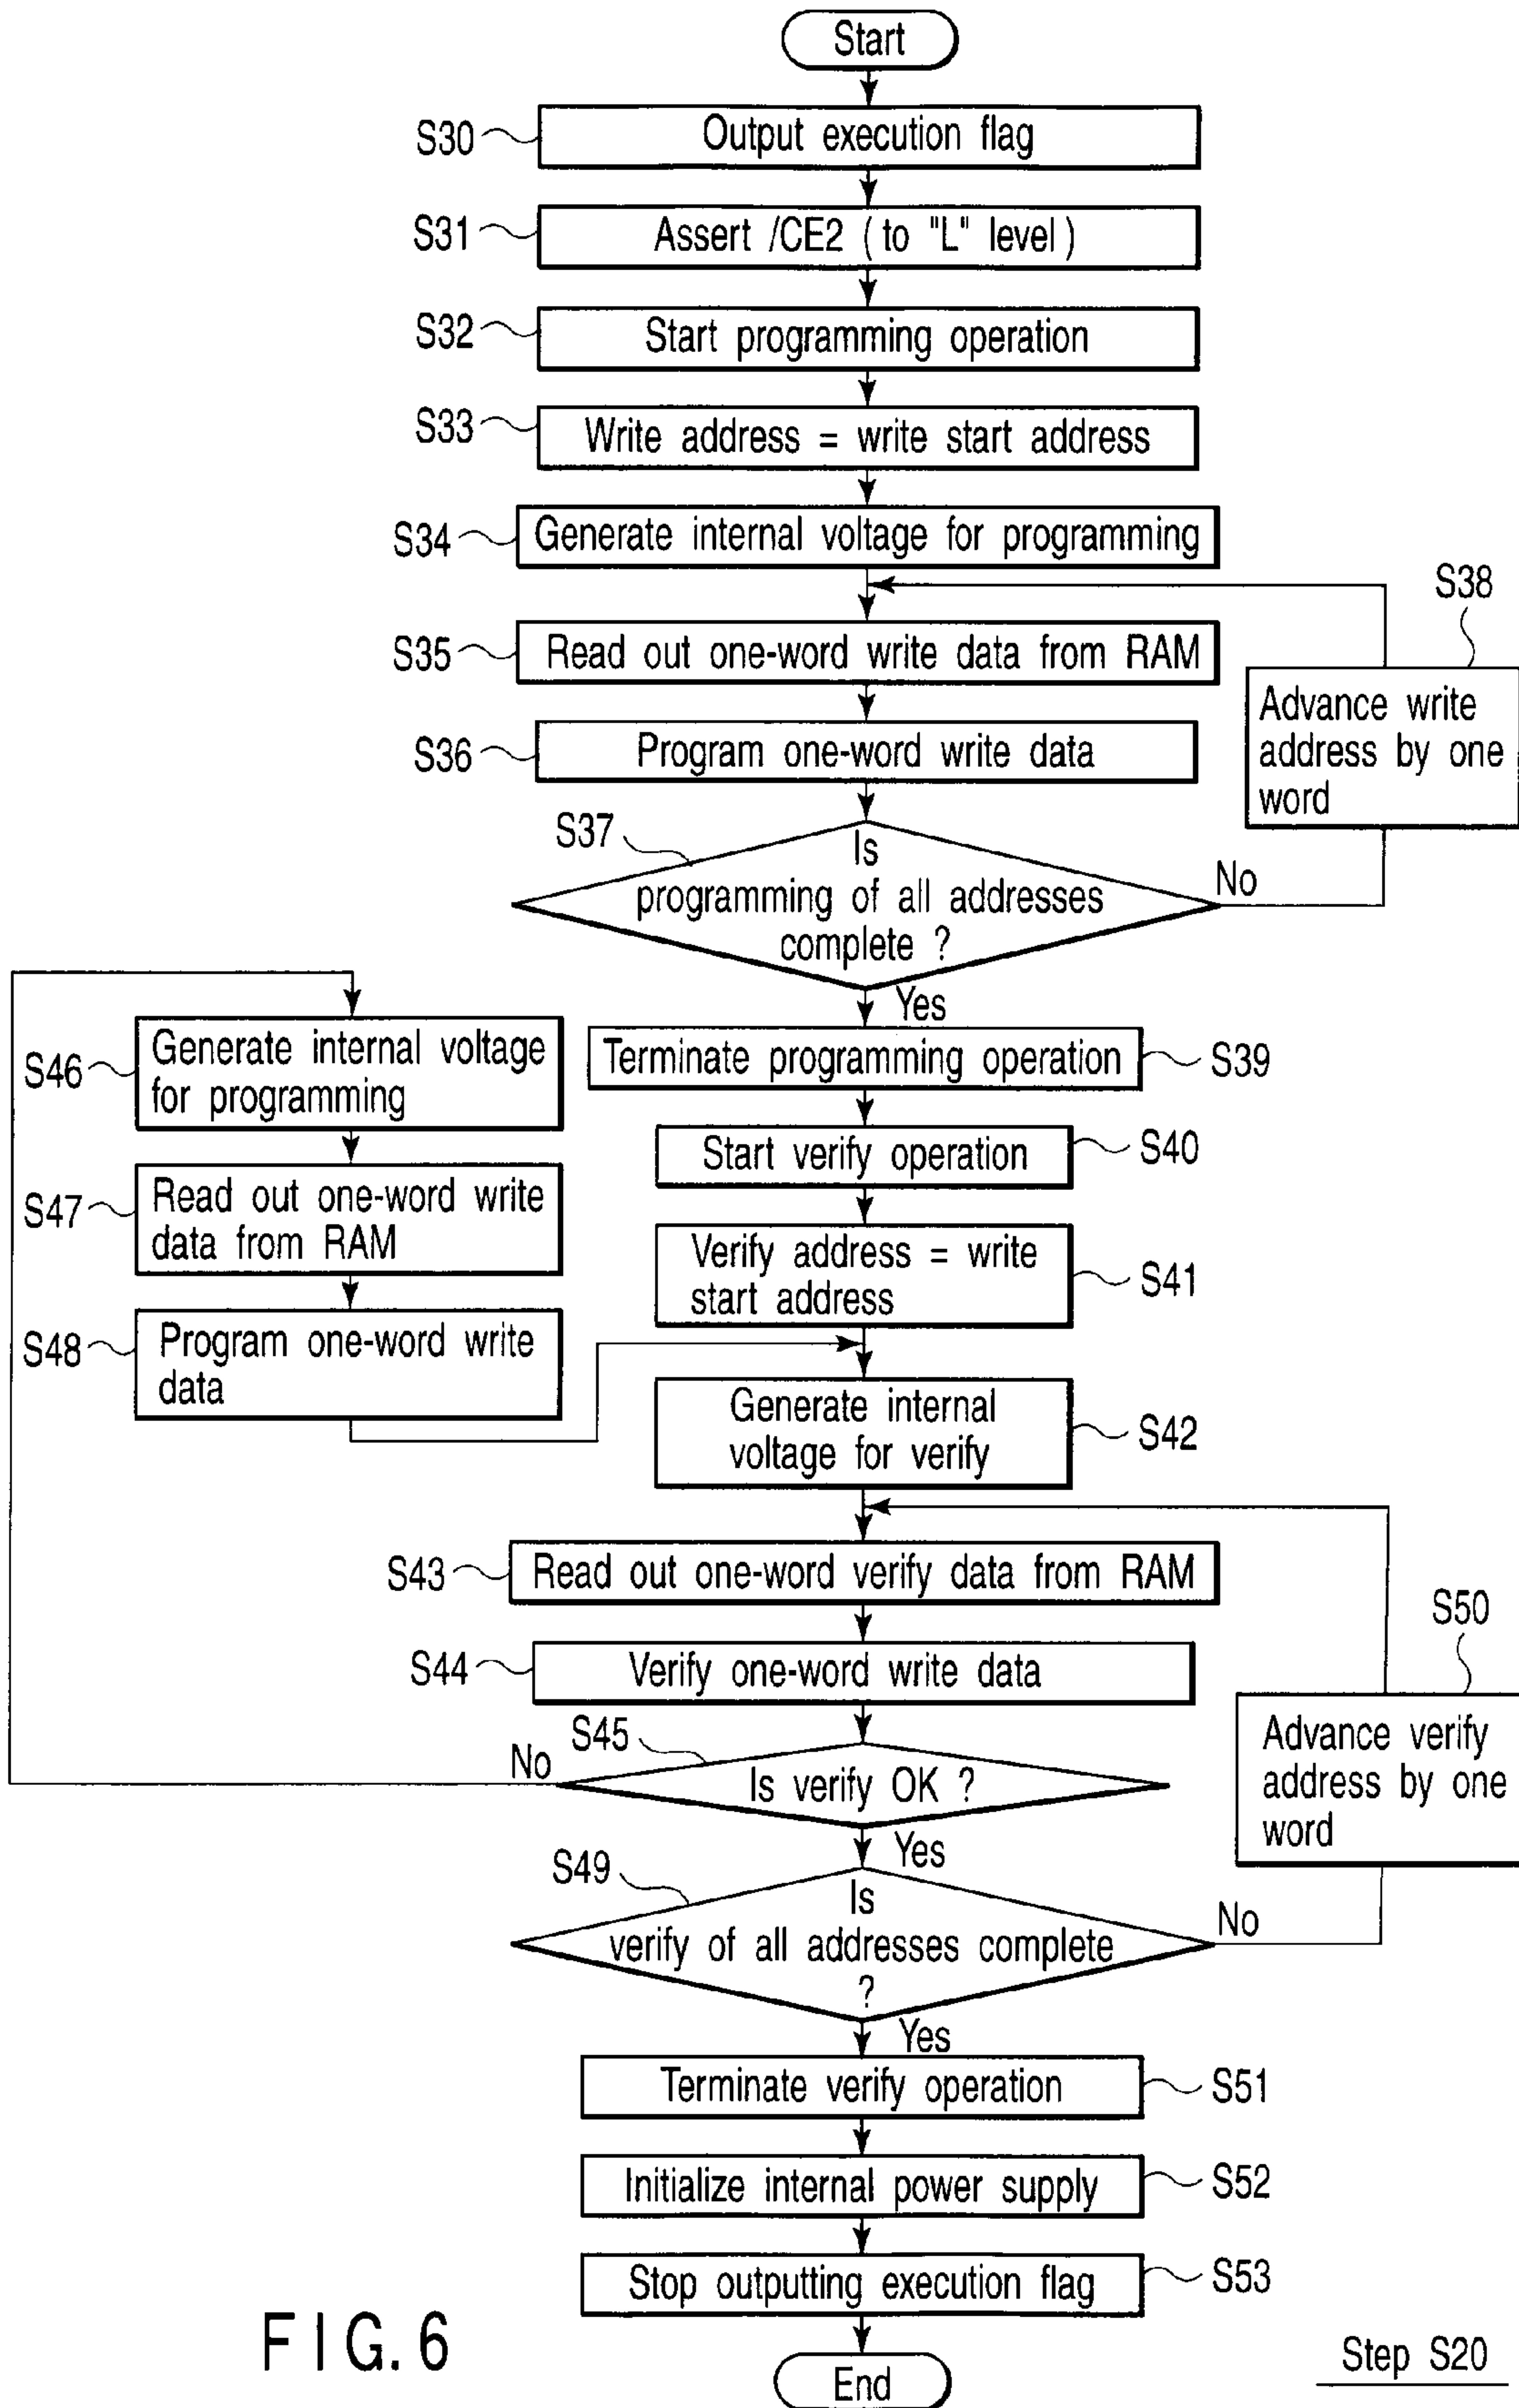 Start
S30
Output execution flag
S31
Assert /CE2 (to "L" level)
S32
Start programming operation
S33
Write address = write start address
S34
Generate internal voltage for programming
S38
S35
Read out one-word write data from RAM
Advance write
address by one
word
S36
Program one-word write data
S37
Is
programming of all addresses
complete ?
No
Yes
S46
Generate internal voltage
for programming
Terminate programming operation
S39
Start verify operation
S40
S47
Read out one-word write
data from RAM
Verify address = write
start address
S41
S48
Program one-word write
data
Generate internal
voltage for verify
S42
S43
Read out one-word verify data from RAM
S50
S44
Verify one-word write data
Advance verify
address by one
word
S45
No
Is verify OK ?
Yes
S49
Is
verify of all addresses complete
?
No
Yes
Terminate verify operation
S51
Initialize internal power supply
S52
Stop outputting execution flag
S53
FIG. 6
Step S20
End